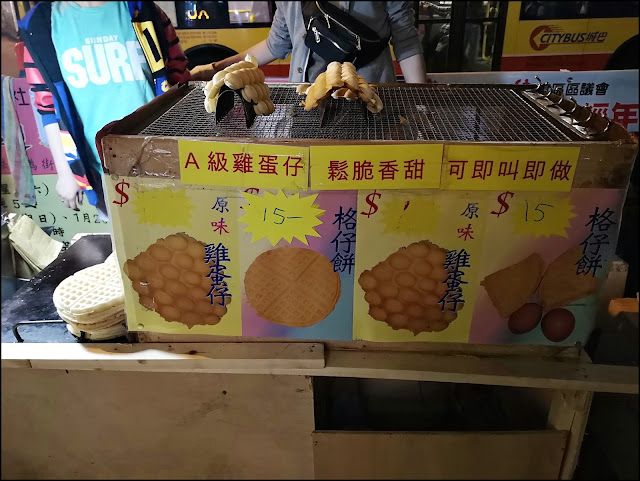 SURF
CITYBUS城巴
A級雞蛋仔
鬆脆香甜
可即叫即做
$
原味
雞蛋仔
15-
格仔餅
$
原味
雞蛋仔
$
15
格仔餅